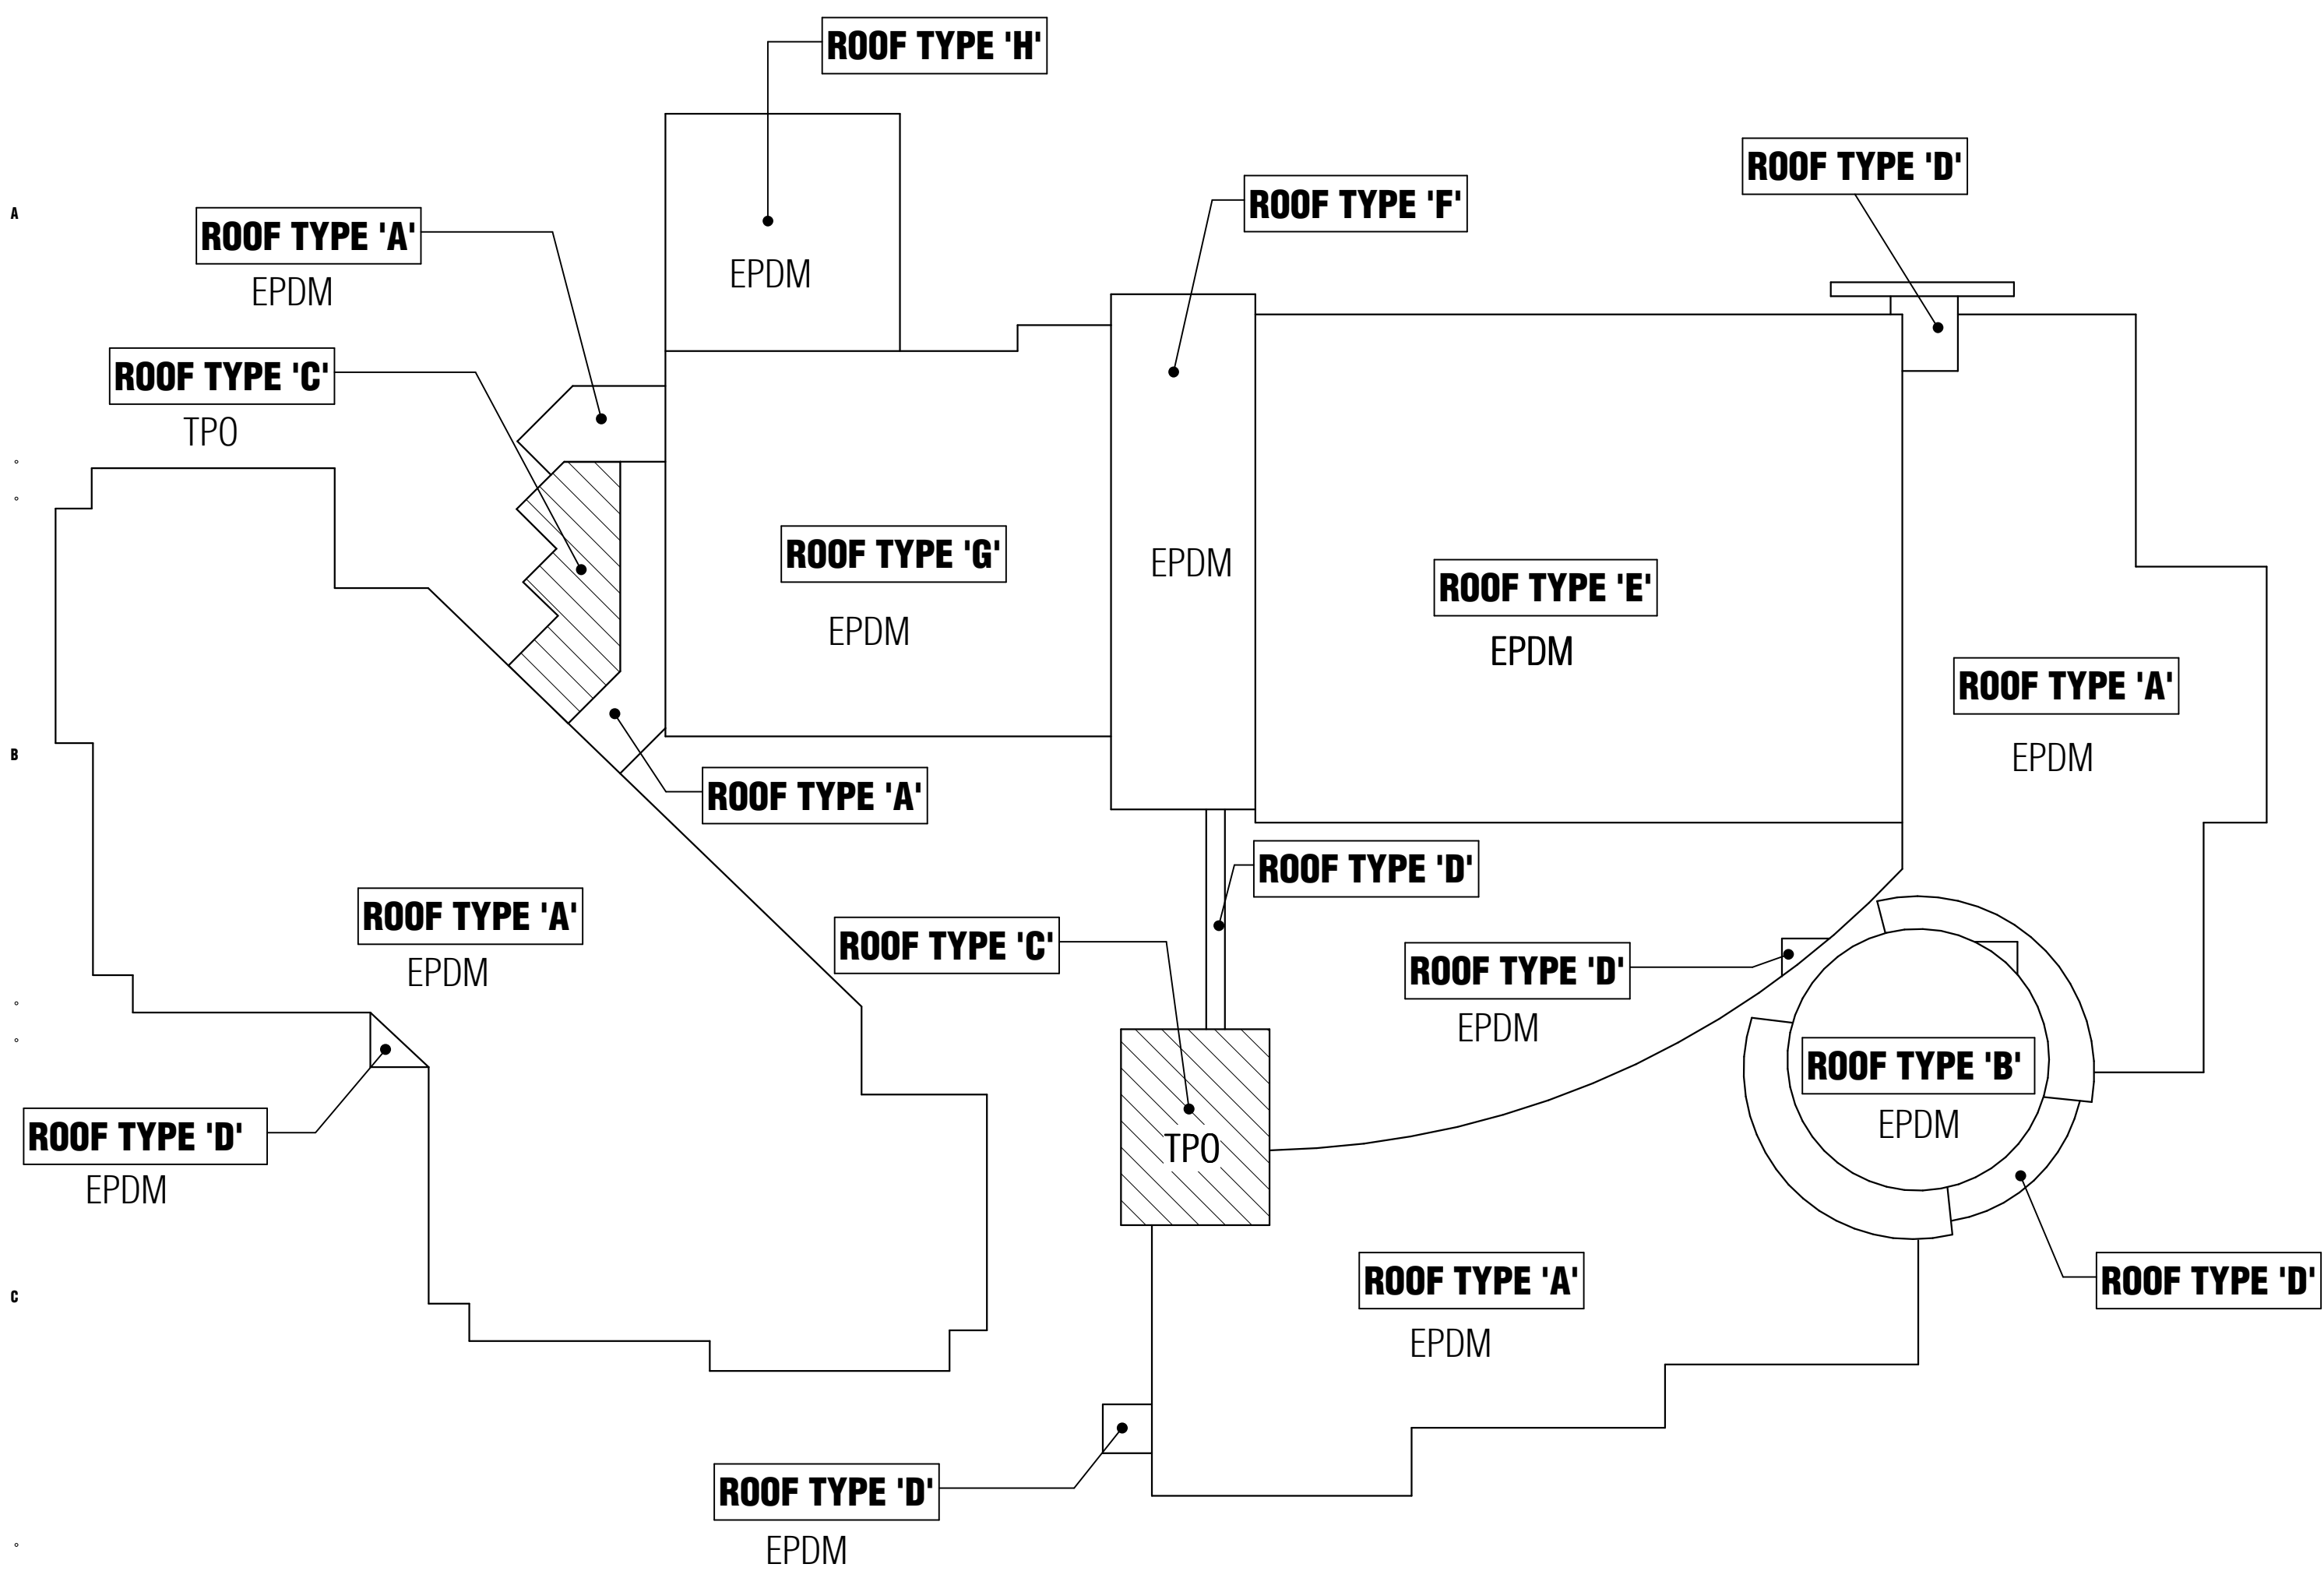 ROOF TYPE 'H'
ROOF TYPE 'D'
ROOF TYPE 'F'
A
ROOF TYPE 'A'
EPDM
EPDM
ROOF TYPE 'C'
TPO
ROOF TYPE 'G'
EPDM
EPDM
ROOF TYPE 'E'
EPDM
ROOF TYPE 'A'
EPDM
B
ROOF TYPE 'A'
ROOF TYPE 'D'
ROOF TYPE 'A'
EPDM
ROOF TYPE 'C'
ROOF TYPE 'D'
EPDM
ROOF TYPE 'B'
EPDM
ROOF TYPE 'D'
EPDM
TPO
C
ROOF TYPE 'A'
EPDM
ROOF TYPE 'D'
ROOF TYPE 'D'
EPDM